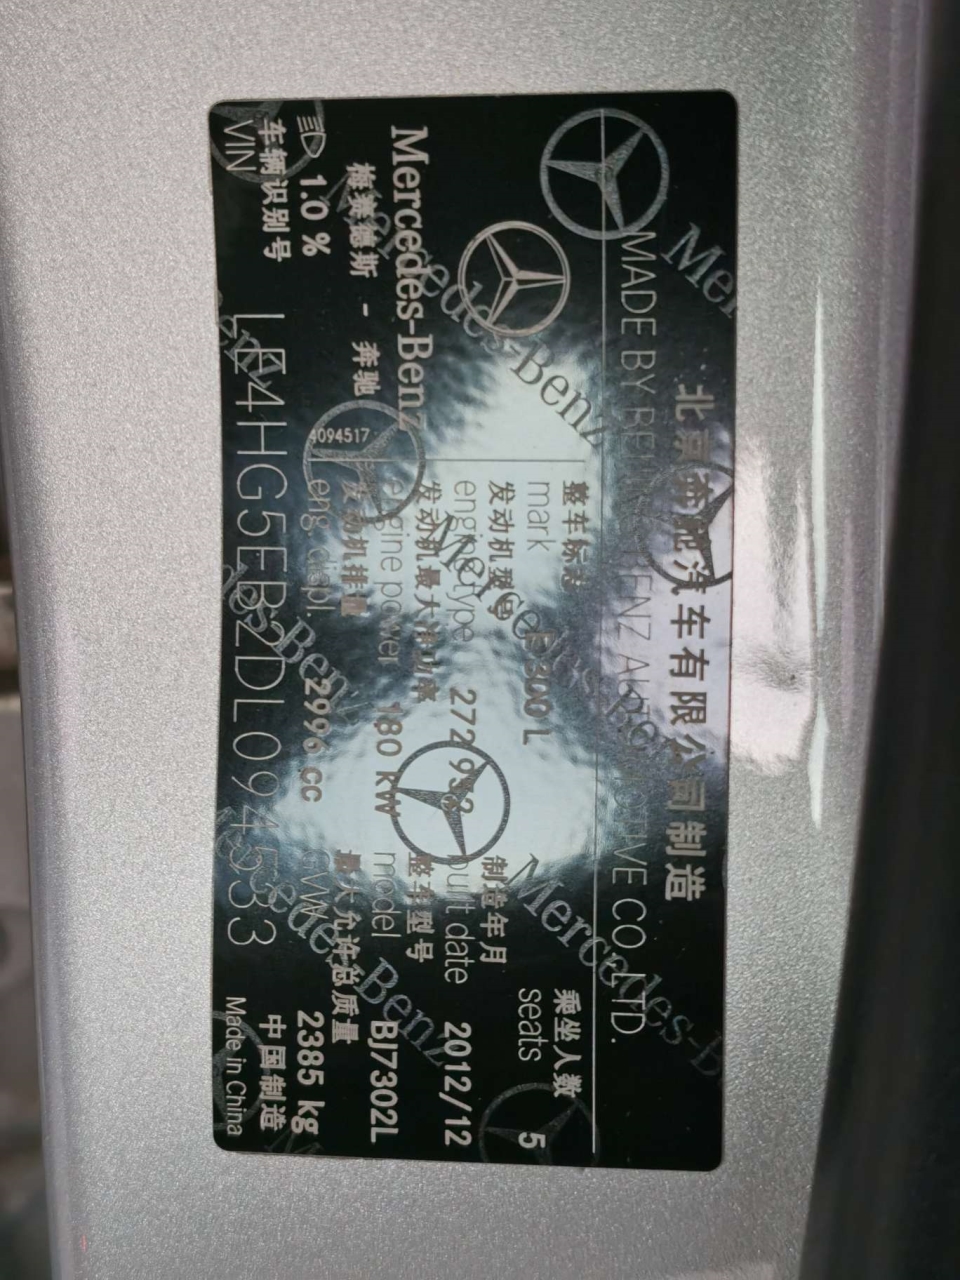 北京奔驰汽车有限公司制造
MADE BY BEIJING BENZ AUTOMOTIVE CO., LTD.
Mercedes-Benz
梅赛德斯 - 奔驰
1.0 %
4094517
整车标志
mark E300 L
乘坐人数
seats 5
发动机型号
engine type 272 952
制造年月
built date 2012/12
发动机最大净功率
engine power 180 KW
整车型号
model BJ7302L
发动机排量
eng. displ. 2996 cc
最大允许总质量
GVW 2385 kg
车辆识别号
VIN LE4HG5EB2DL094533
中国制造
Made in China